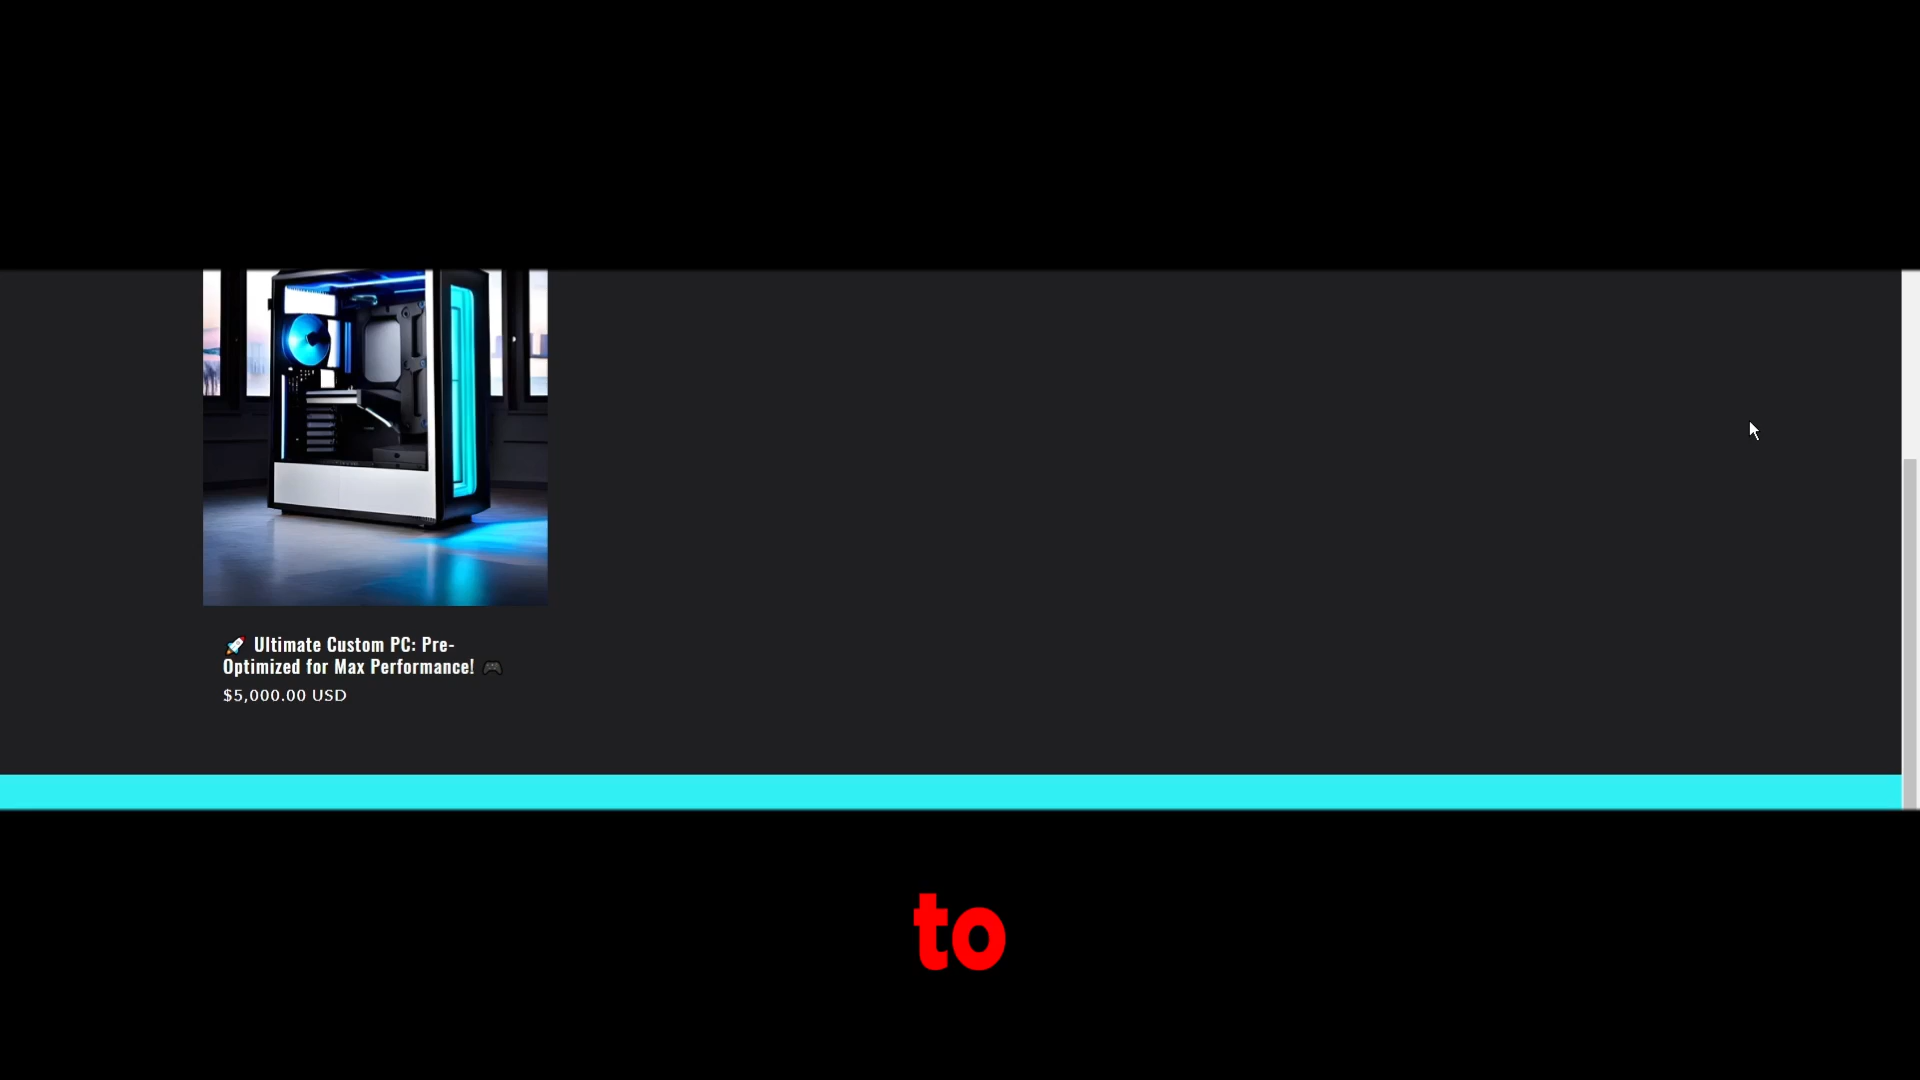 🚀 Ultimate Custom PC: Pre-
Optimized for Max Performance! 🎮
$5,000.00 USD
to